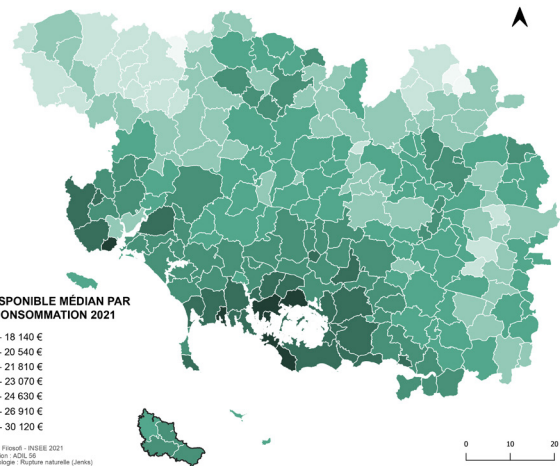 SPONIBLE MÉDIAN PAR
ONSOMMATION 2021
- 18 140 €
- 20 540 €
- 21 810 €
- 23 070 €
- 24 630 €
- 26 910 €
- 30 120 €
Filosofi - INSEE 2021
ion : ADIL 56
ologie : Rupture naturelle (Jenks)
0 10 20